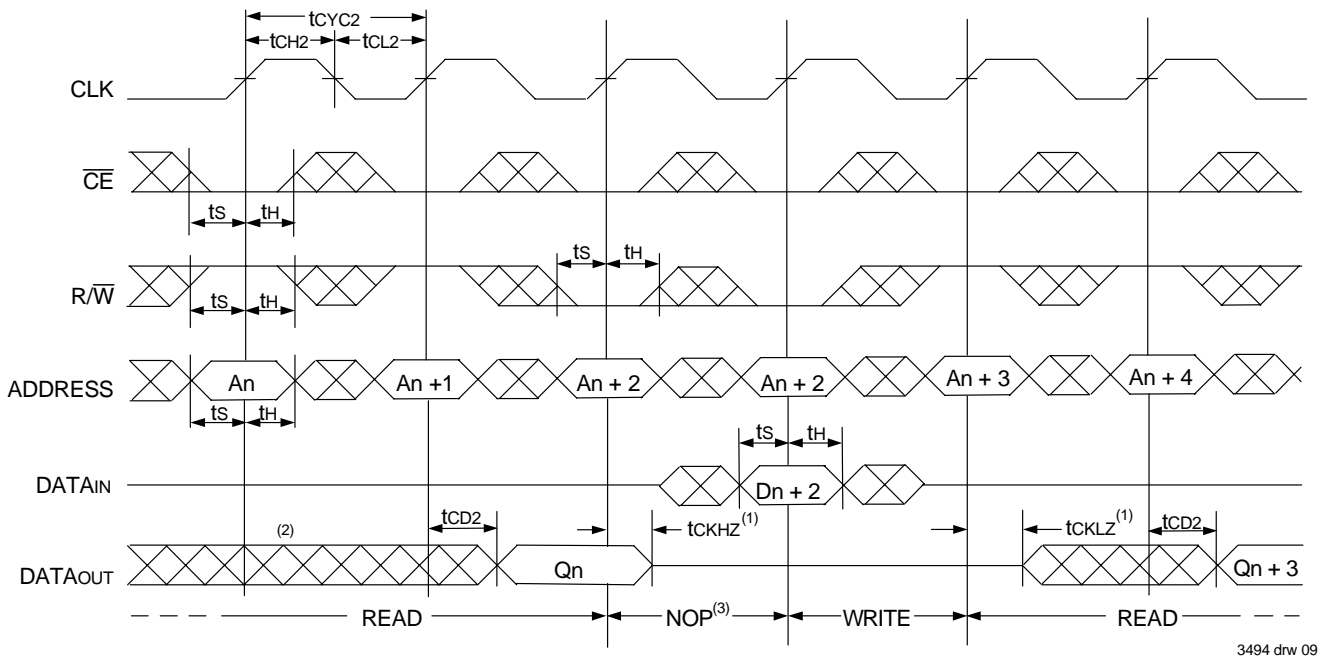 tCYC2
tCH2 tCL2
CLK
CE
tS tH
tS tH
R/W
tS tH
An An +1 An + 2 An + 2 An + 3 An + 4
ADDRESS
tS tH
tS tH
DATAIN Dn + 2
(2) tCD2 tCKHZ(1) tCKLZ(1) tCD2
DATAOUT Qn Qn + 3
READ NOP(3) WRITE READ
3494 drw 09